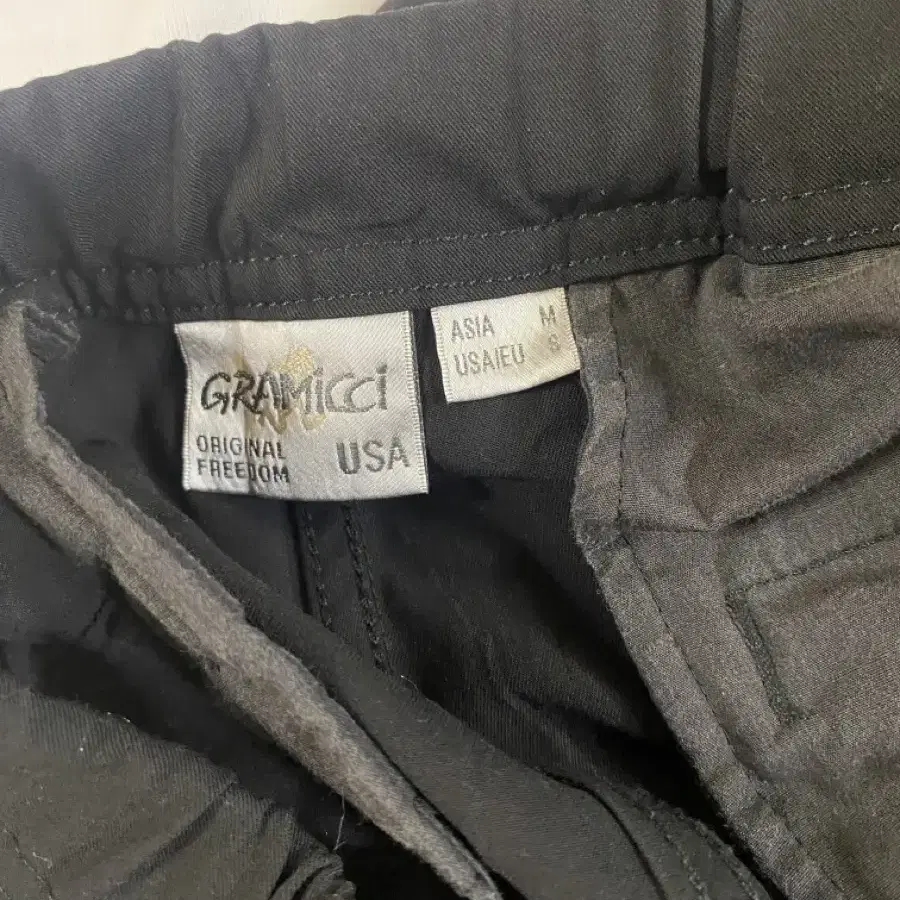 GRAMiCCi
ORIGINAL
FREEDOM
USA
ASIA M
USA/EU S